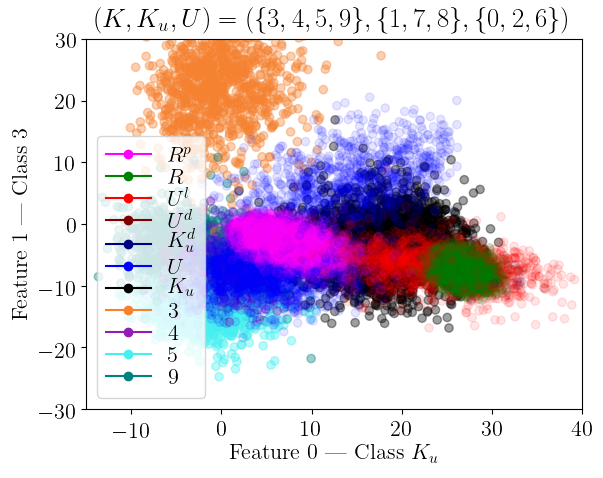 (K, K_u, U) = ({3, 4, 5, 9}, {1, 7, 8}, {0, 2, 6})
Feature 1 — Class 3
30
20
10
0
−10
−20
−30
R^p
R
U^l
U^d
K_u^d
U
K_u
3
4
5
9
−10
0
10
20
30
40
Feature 0 — Class K_u